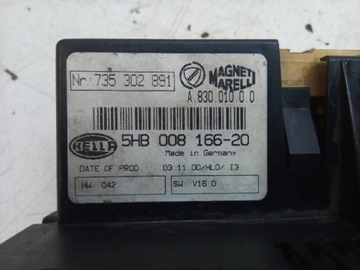 Nr. 735 302 891
MAGNETI
MARELLI
A.830.010.0.0
HELLA
5HB 008 166-20
Made in Germany
DATE OF PROD
03.11.00/HLO/ I3
HW 042
SW V16.0